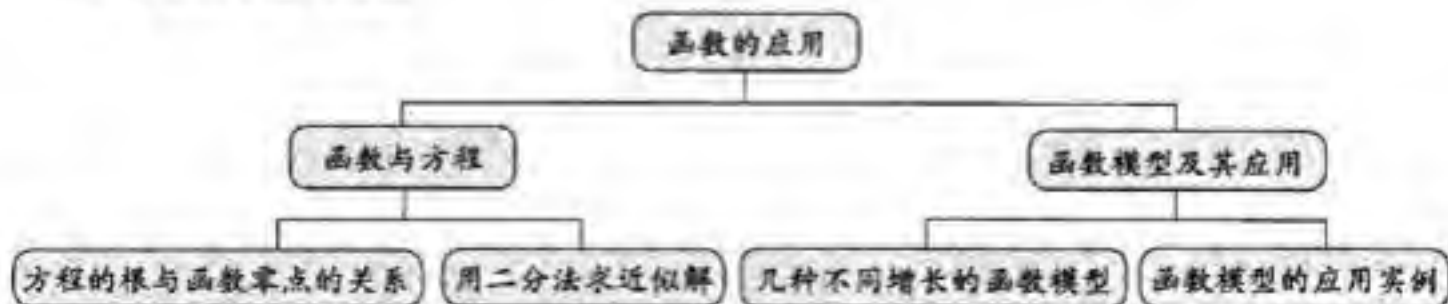 函数的应用
函数与方程
函数模型及其应用
方程的根与函数零点的关系
用二分法求近似解
几种不同增长的函数模型
函数模型的应用实例